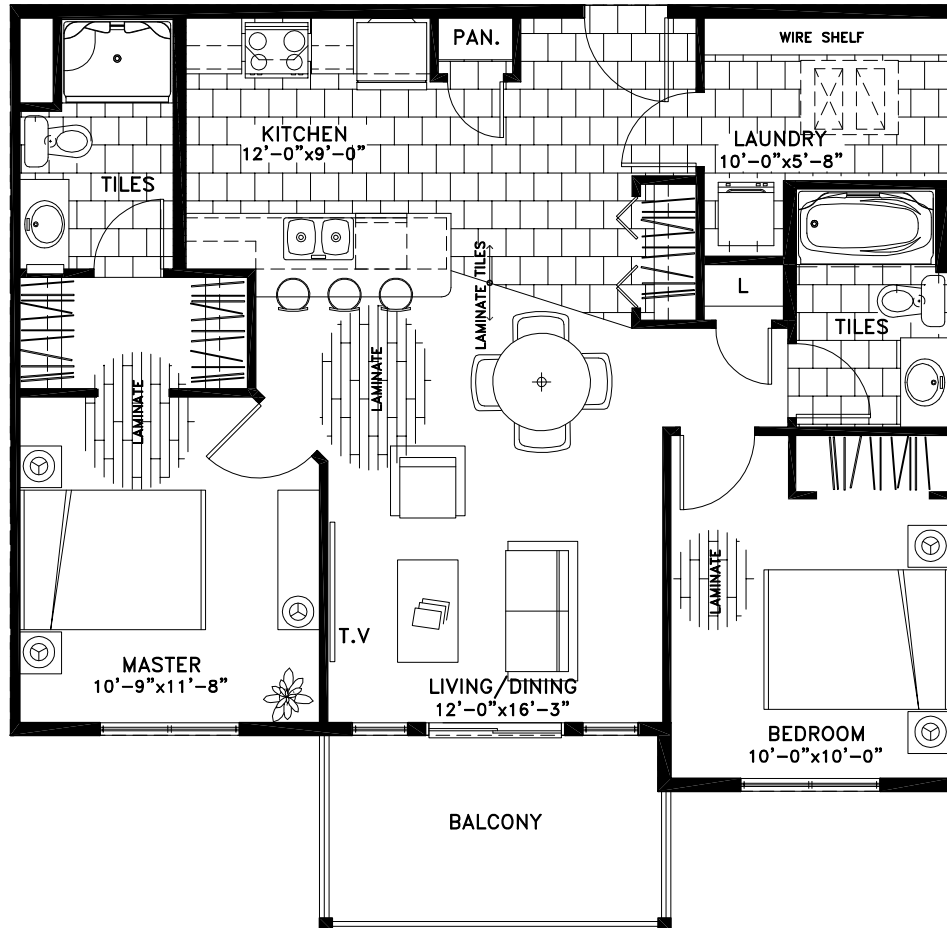 PAN.
WIRE SHELF
KITCHEN
12'-0"x9'-0"
LAUNDRY
10'-0"x5'-8"
TILES
LAMINATE/TILES
L
TILES
LAMINATE
LAMINATE
LAMINATE
T.V
MASTER
10'-9"x11'-8"
LIVING/DINING
12'-0"x16'-3"
BEDROOM
10'-0"x10'-0"
BALCONY